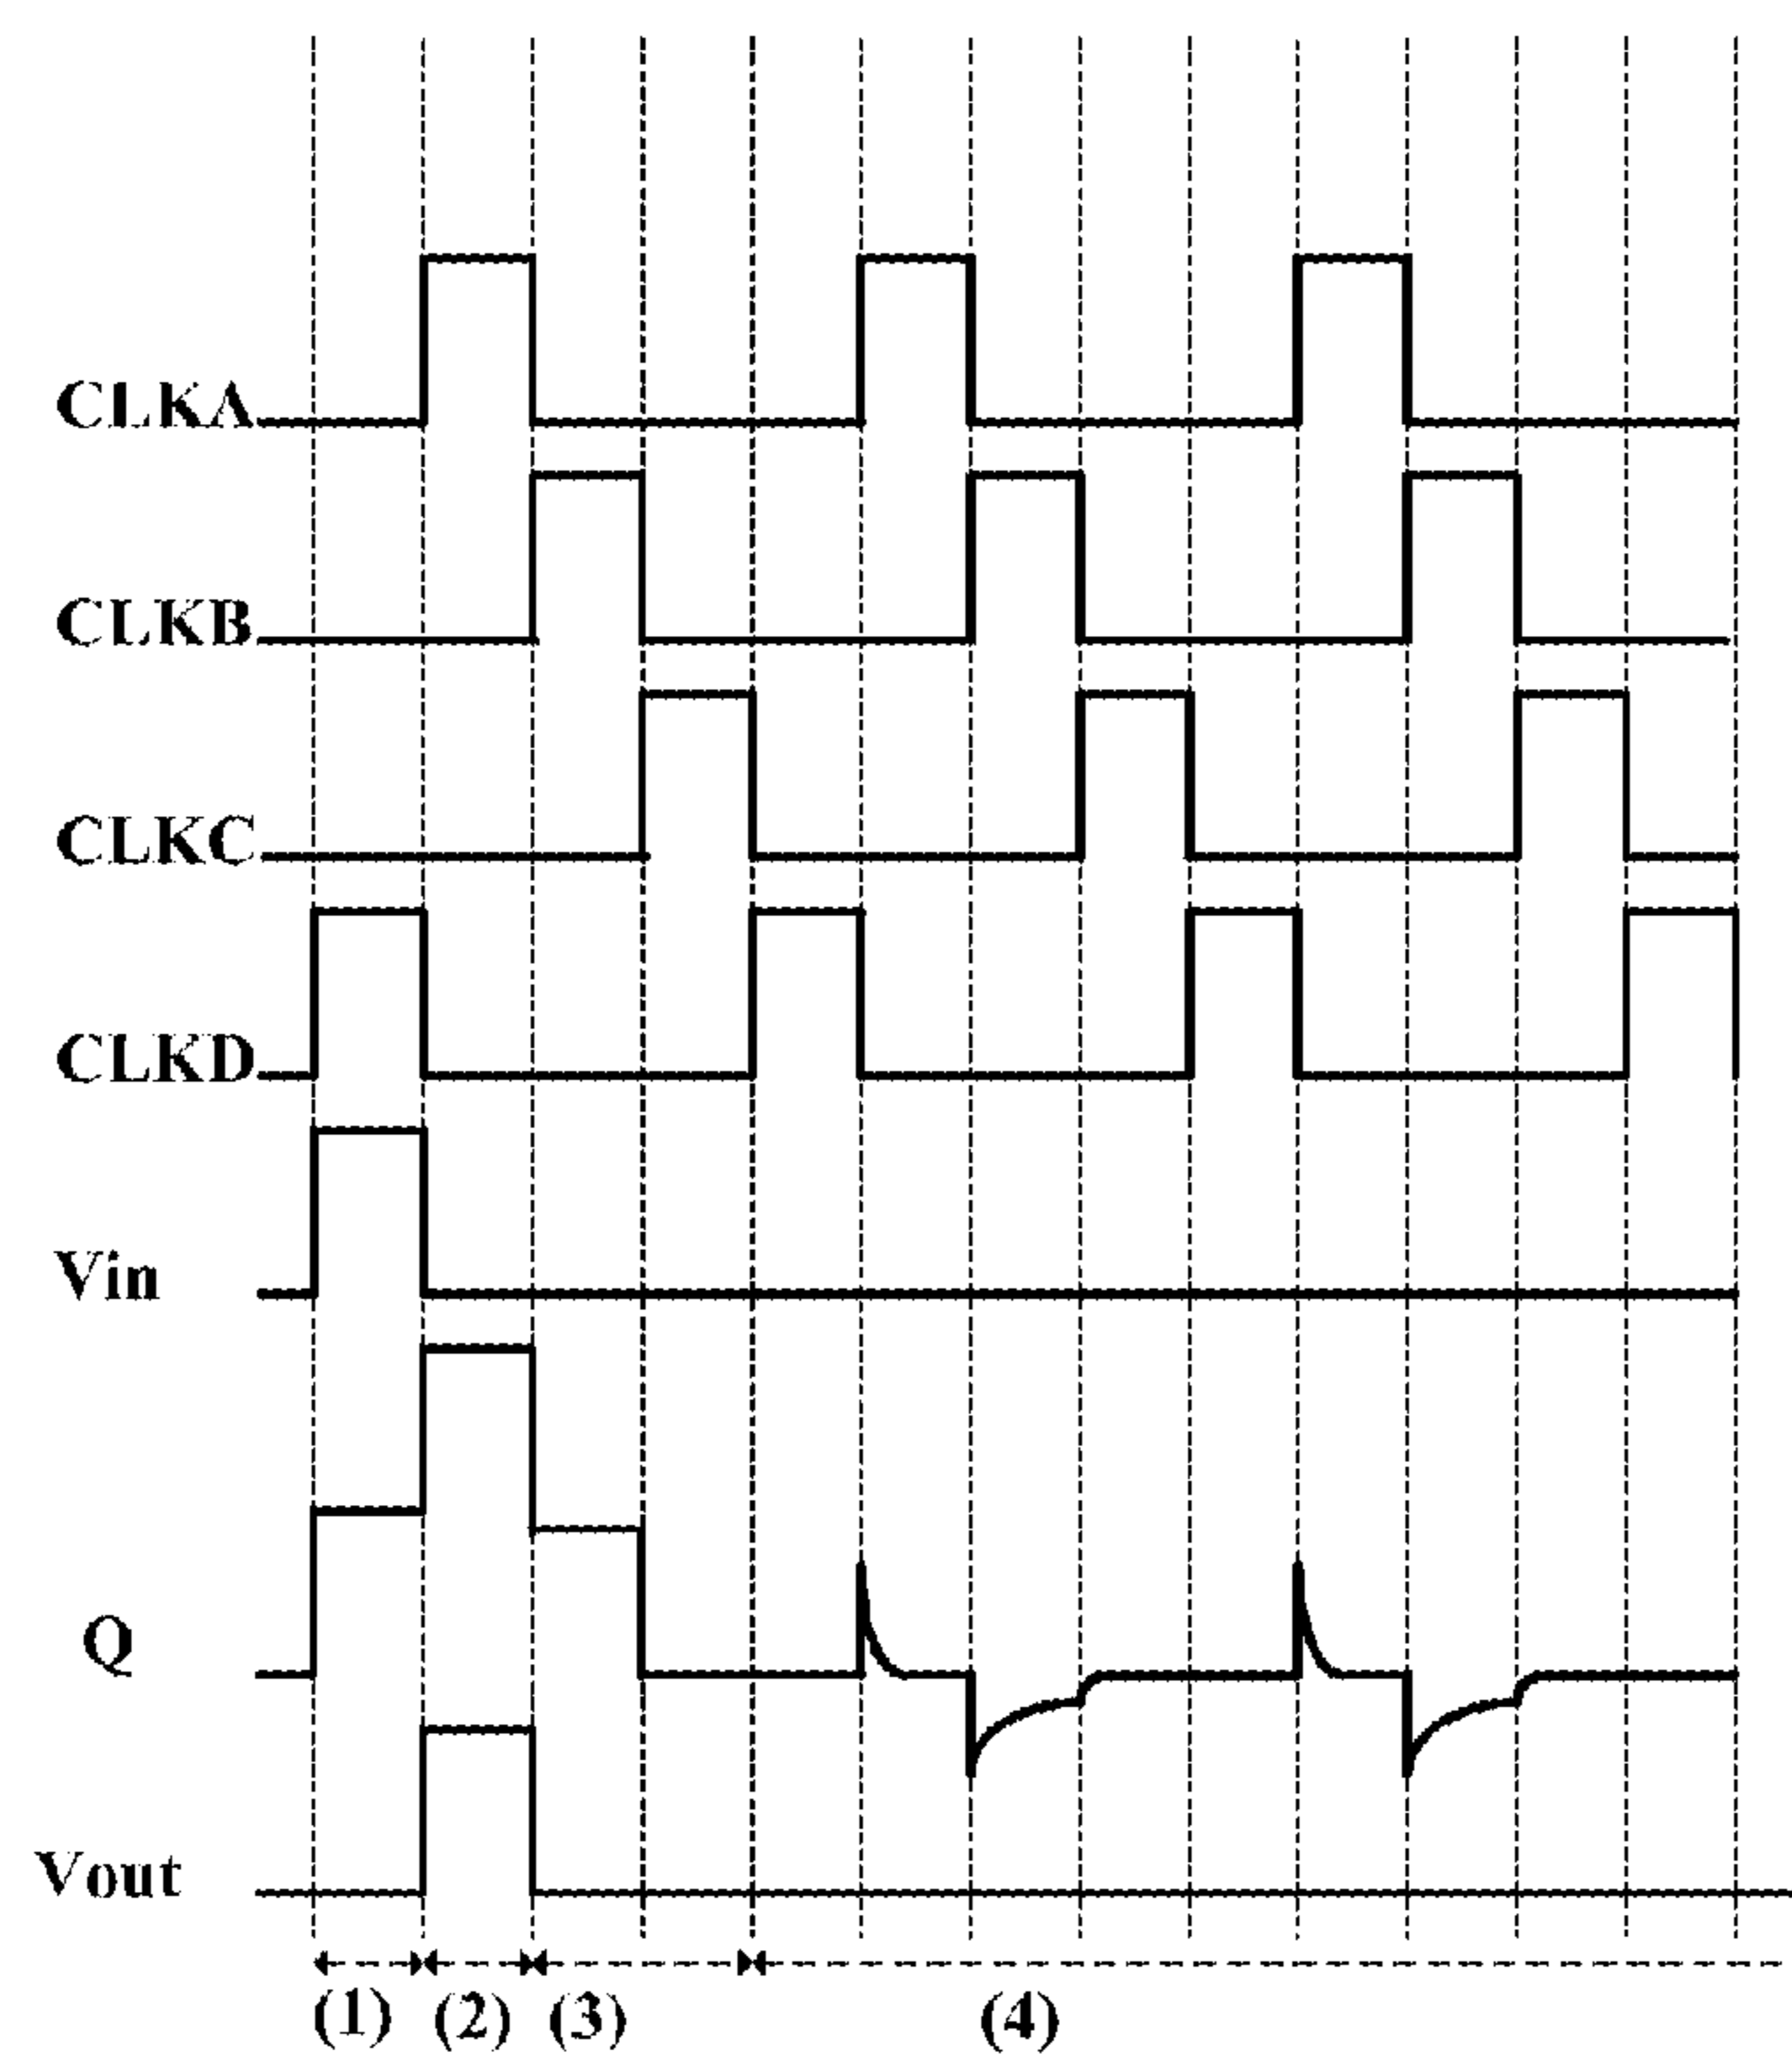 CLKA
CLKB
CLKC
CLKD
Vin
Q
Vout
(1) (2) (3) (4)